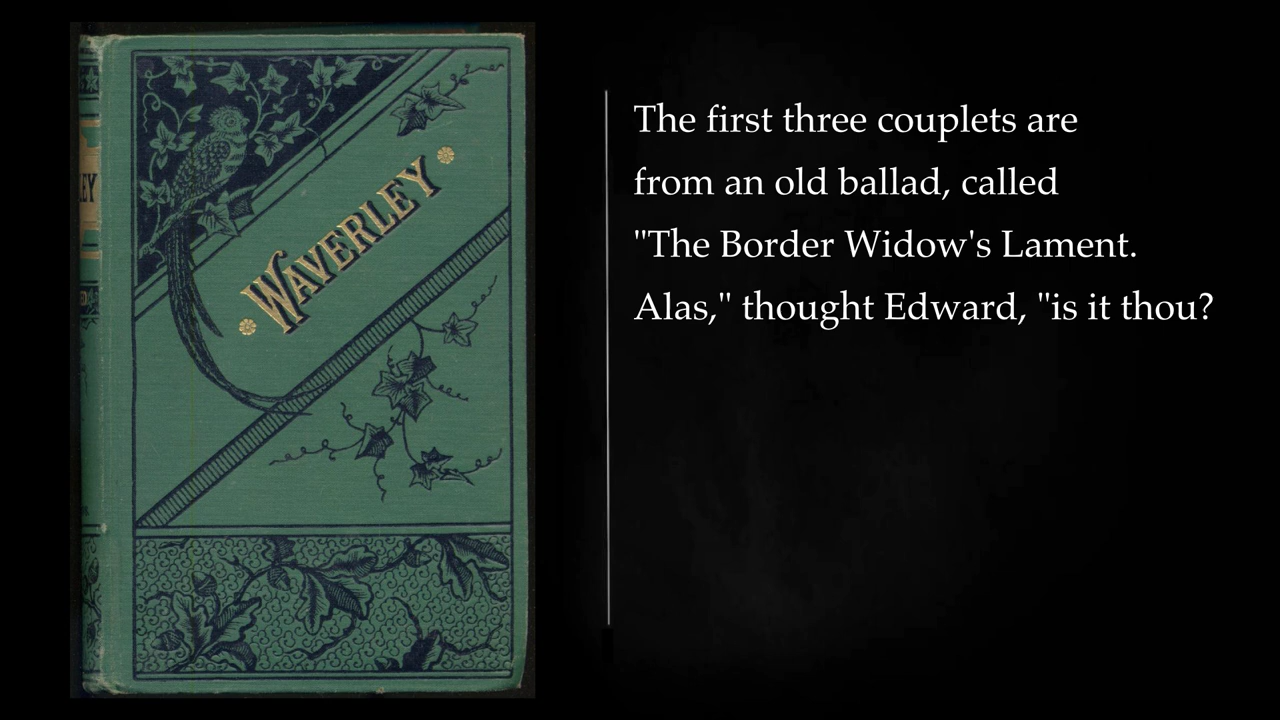 WAVERLEY
The first three couplets are
from an old ballad, called
"The Border Widow's Lament.
Alas," thought Edward, "is it thou?